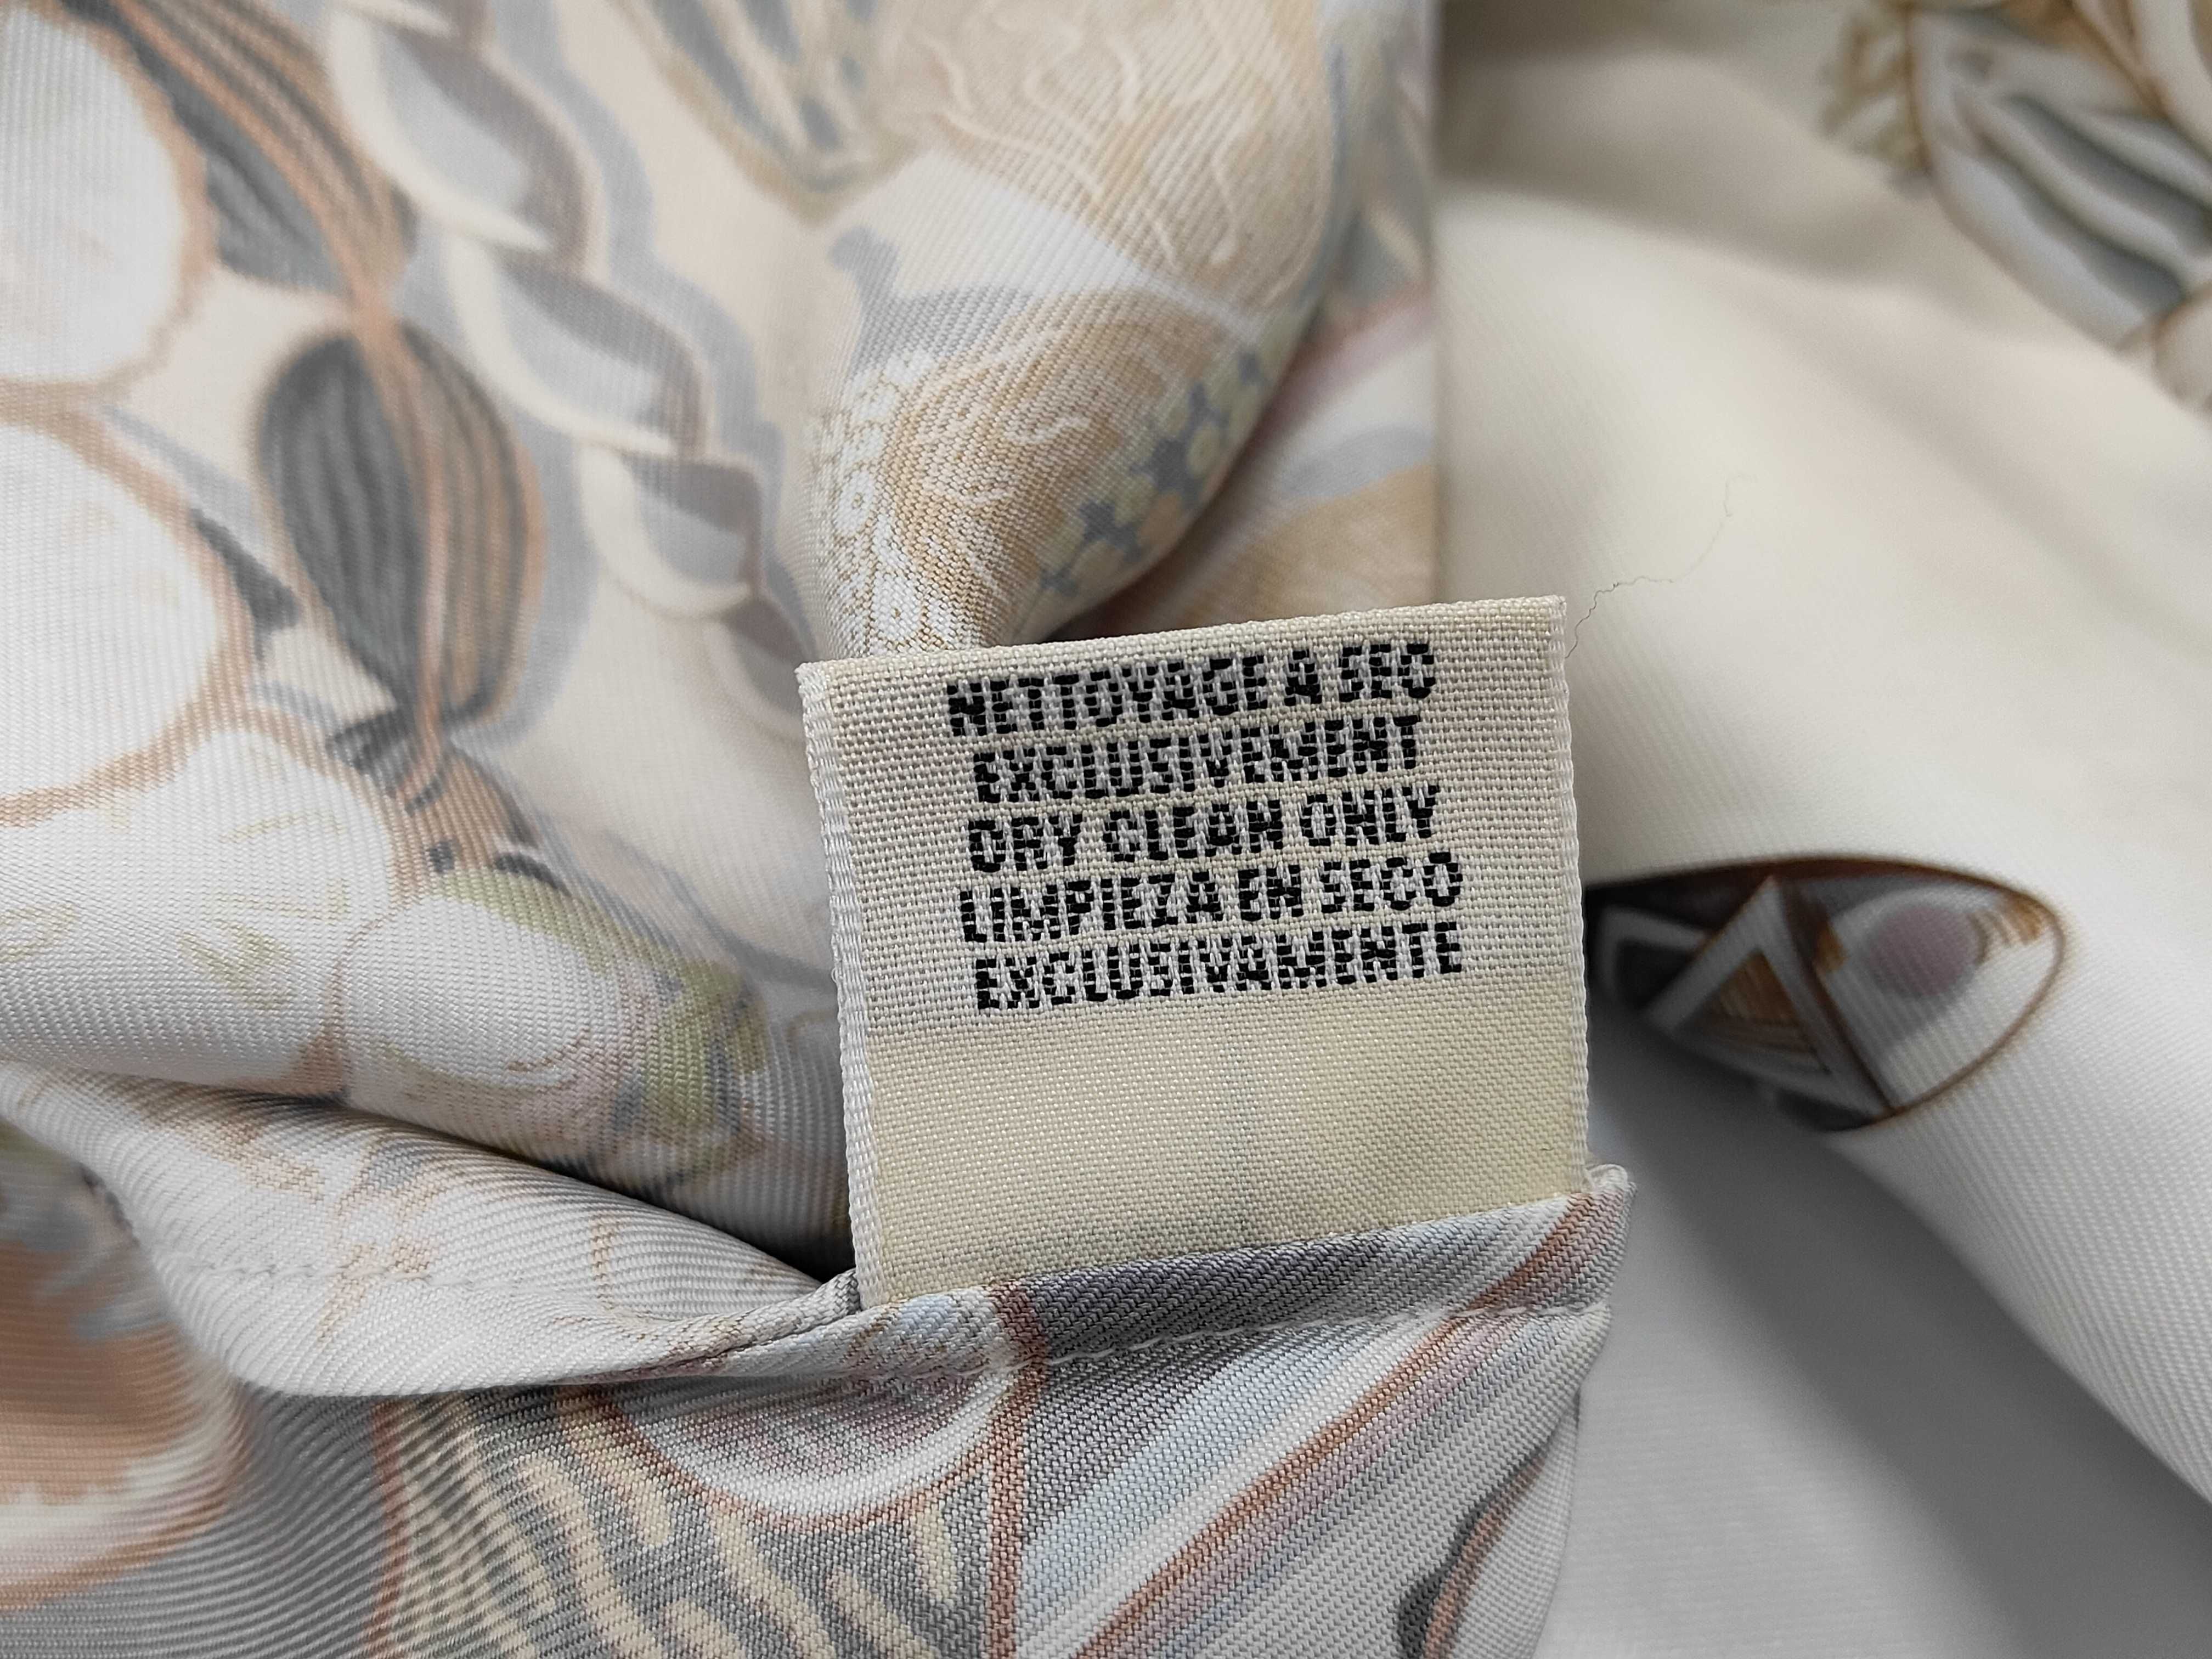 NETTOYAGE A SEC
EXCLUSIVEMENT
DRY CLEAN ONLY
LIMPIEZA EN SECO
EXCLUSIVAMENTE